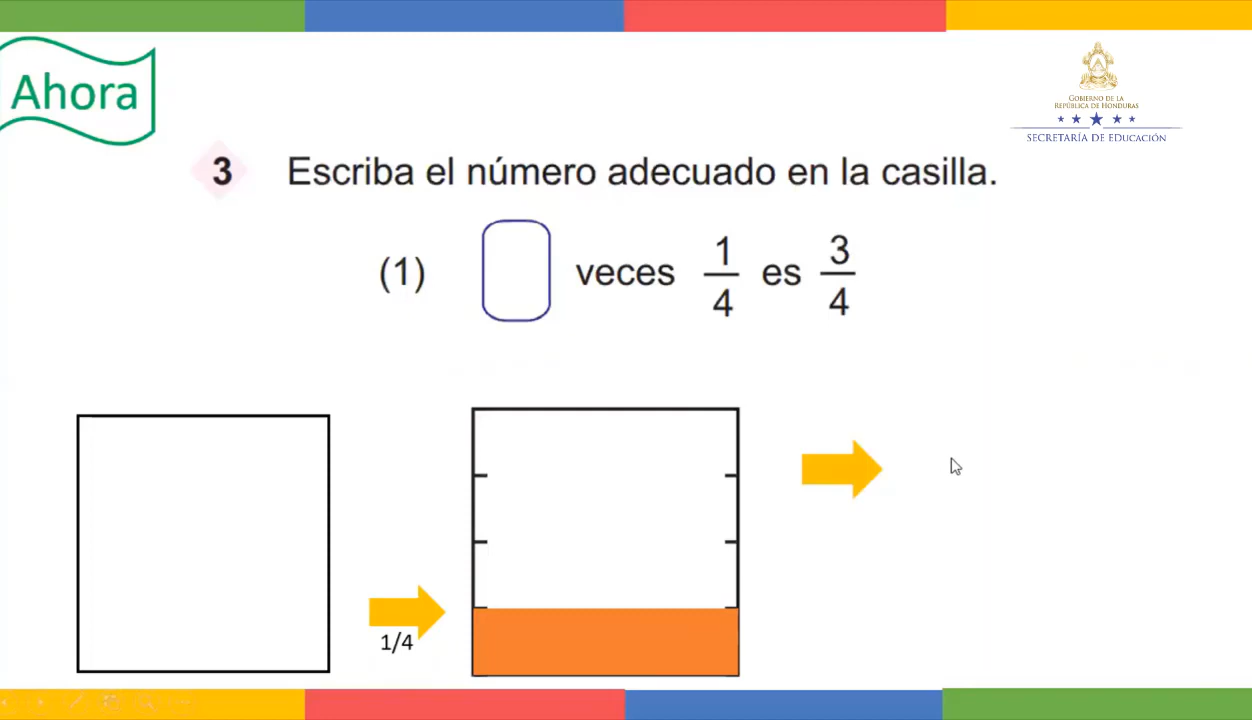 Ahora
GOBIERNO DE LA
REPÚBLICA DE HONDURAS
SECRETARÍA DE EDUCACIÓN
3 Escriba el número adecuado en la casilla.
(1) veces 1/4 es 3/4
1/4